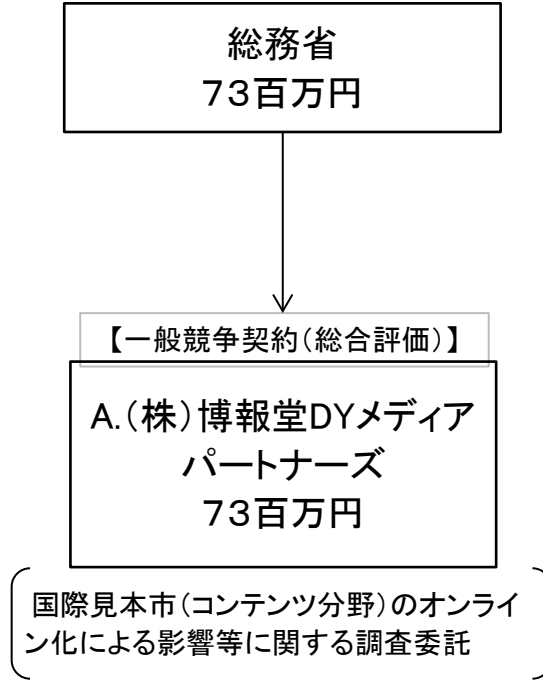 総務省
７３百万円
【一般競争契約（総合評価）】
A.（株）博報堂DYメディア
パートナーズ
７３百万円
国際見本市（コンテンツ分野）のオンライ
ン化による影響等に関する調査委託